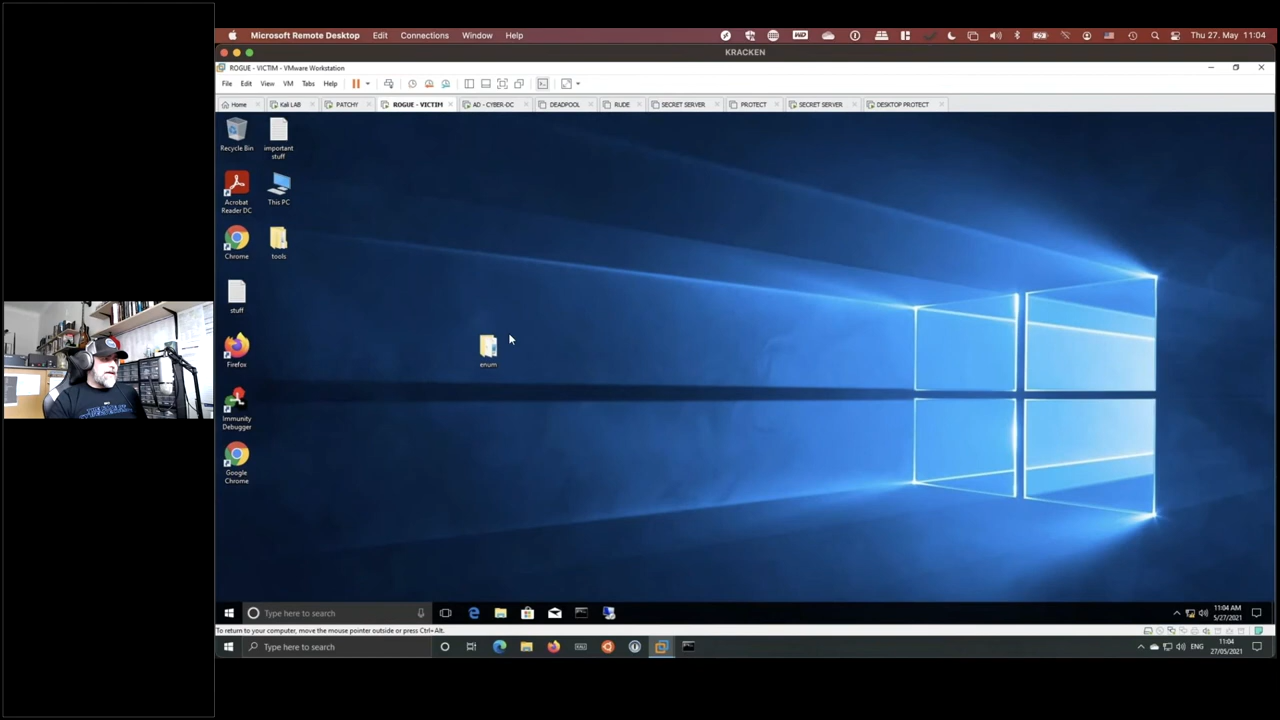 Microsoft Remote Desktop Edit Connections Window Help
WD
Thu 27. May 11:04
KRACKEN
ROGUE - VICTIM - VMware Workstation
File Edit View VM Tabs Help
Home Kali LAB PATCHY ROGUE - VICTIM AD - CYBER-DC DEADPOOL RUDE SECRET SERVER PROTECT SECRET SERVER DESKTOP PROTECT
Recycle Bin
important
stuff
Acrobat
Reader DC
This PC
Chrome
tools
stuff
Firefox
enum
Immunity
Debugger
Google
Chrome
Type here to search
11:04 AM
5/27/2021
To return to your computer, move the mouse pointer outside or press Ctrl+Alt.
Type here to search
ENG
11:04
27/05/2021